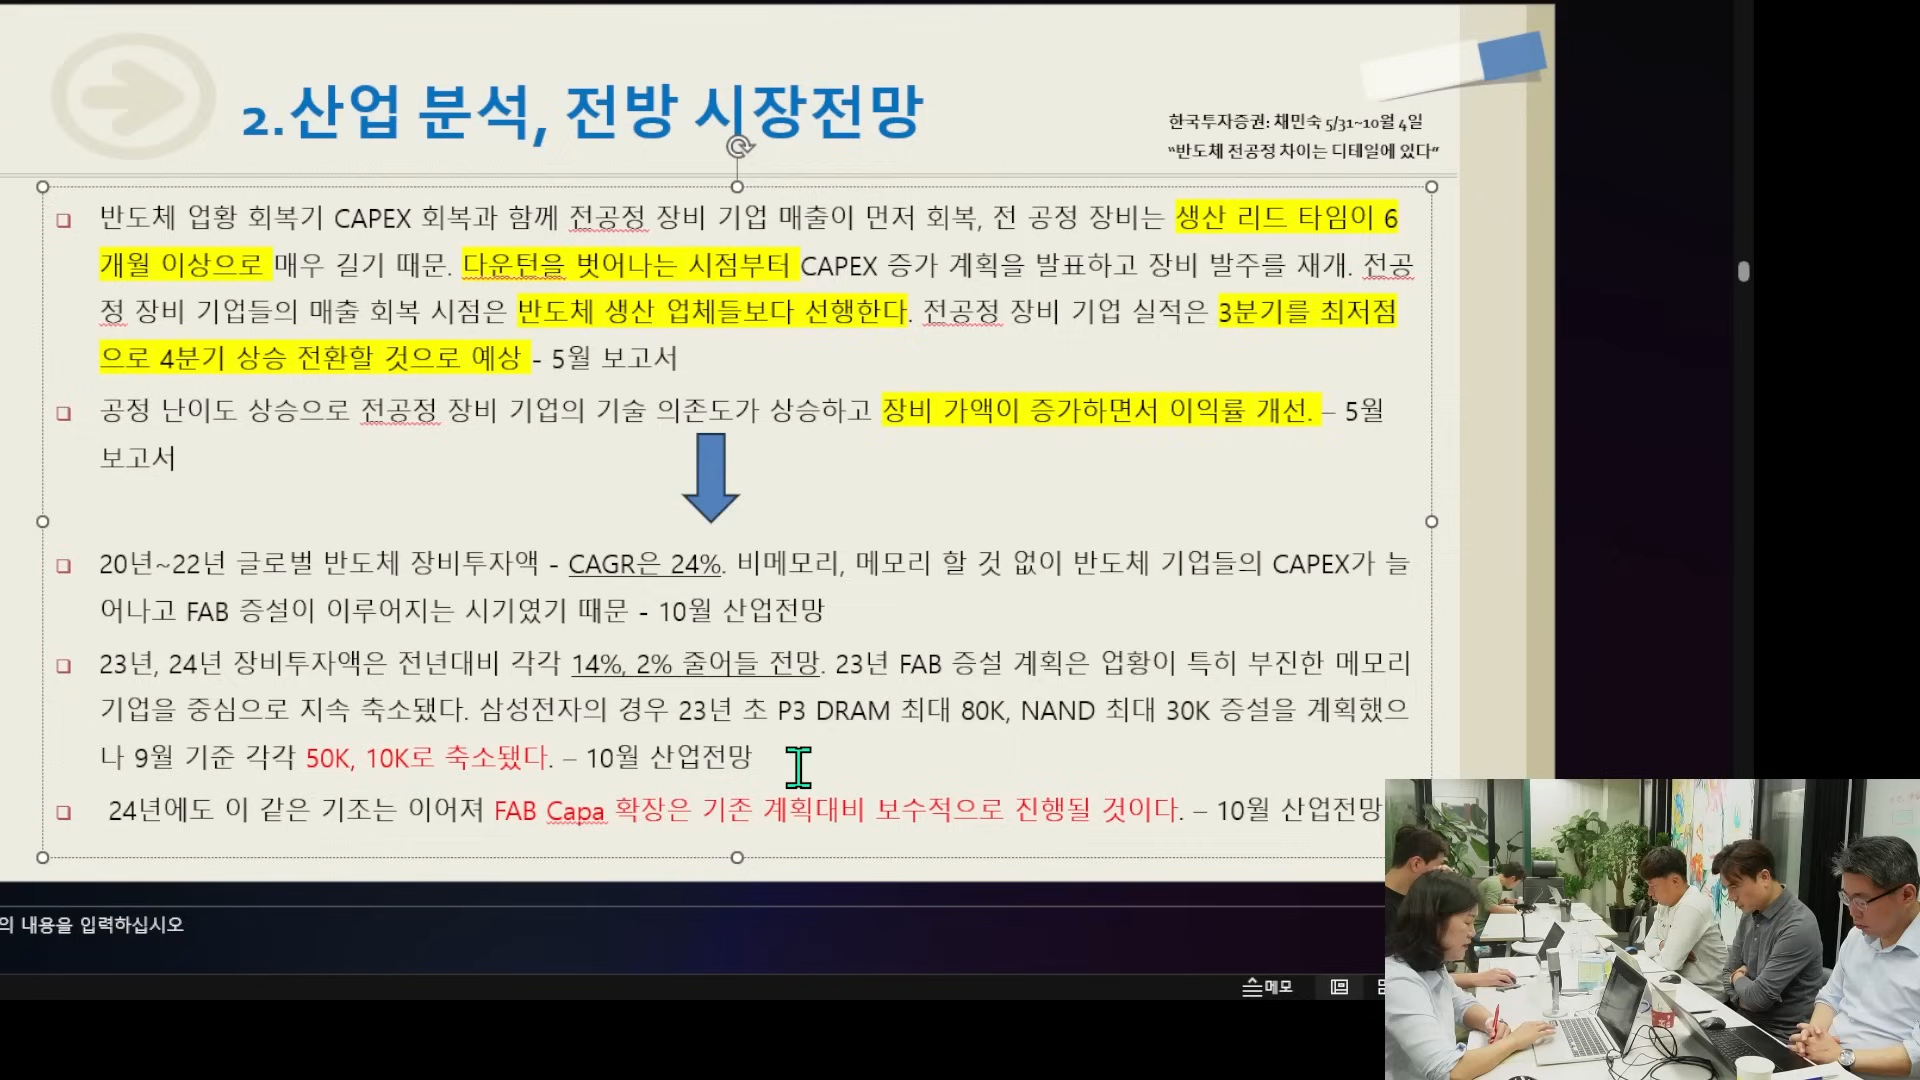 2.산업 분석, 전방 시장전망
한국투자증권: 채민숙 5/31~10월 4일
“반도체 전공정 차이는 디테일에 있다”
반도체 업황 회복기 CAPEX 회복과 함께 전공정 장비 기업 매출이 먼저 회복, 전 공정 장비는 생산 리드 타임이 6
개월 이상으로 매우 길기 때문. 다운턴을 벗어나는 시점부터 CAPEX 증가 계획을 발표하고 장비 발주를 재개. 전공
정 장비 기업들의 매출 회복 시점은 반도체 생산 업체들보다 선행한다. 전공정 장비 기업 실적은 3분기를 최저점
으로 4분기 상승 전환할 것으로 예상 - 5월 보고서
공정 난이도 상승으로 전공정 장비 기업의 기술 의존도가 상승하고 장비 가액이 증가하면서 이익률 개선. – 5월
보고서
20년~22년 글로벌 반도체 장비투자액 - CAGR은 24%. 비메모리, 메모리 할 것 없이 반도체 기업들의 CAPEX가 늘
어나고 FAB 증설이 이루어지는 시기였기 때문 - 10월 산업전망
23년, 24년 장비투자액은 전년대비 각각 14%, 2% 줄어들 전망. 23년 FAB 증설 계획은 업황이 특히 부진한 메모리
기업을 중심으로 지속 축소됐다. 삼성전자의 경우 23년 초 P3 DRAM 최대 80K, NAND 최대 30K 증설을 계획했으
나 9월 기준 각각 50K, 10K로 축소됐다. – 10월 산업전망
24년에도 이 같은 기조는 이어져 FAB Capa 확장은 기존 계획대비 보수적으로 진행될 것이다. – 10월 산업전망
의 내용을 입력하십시오
메모